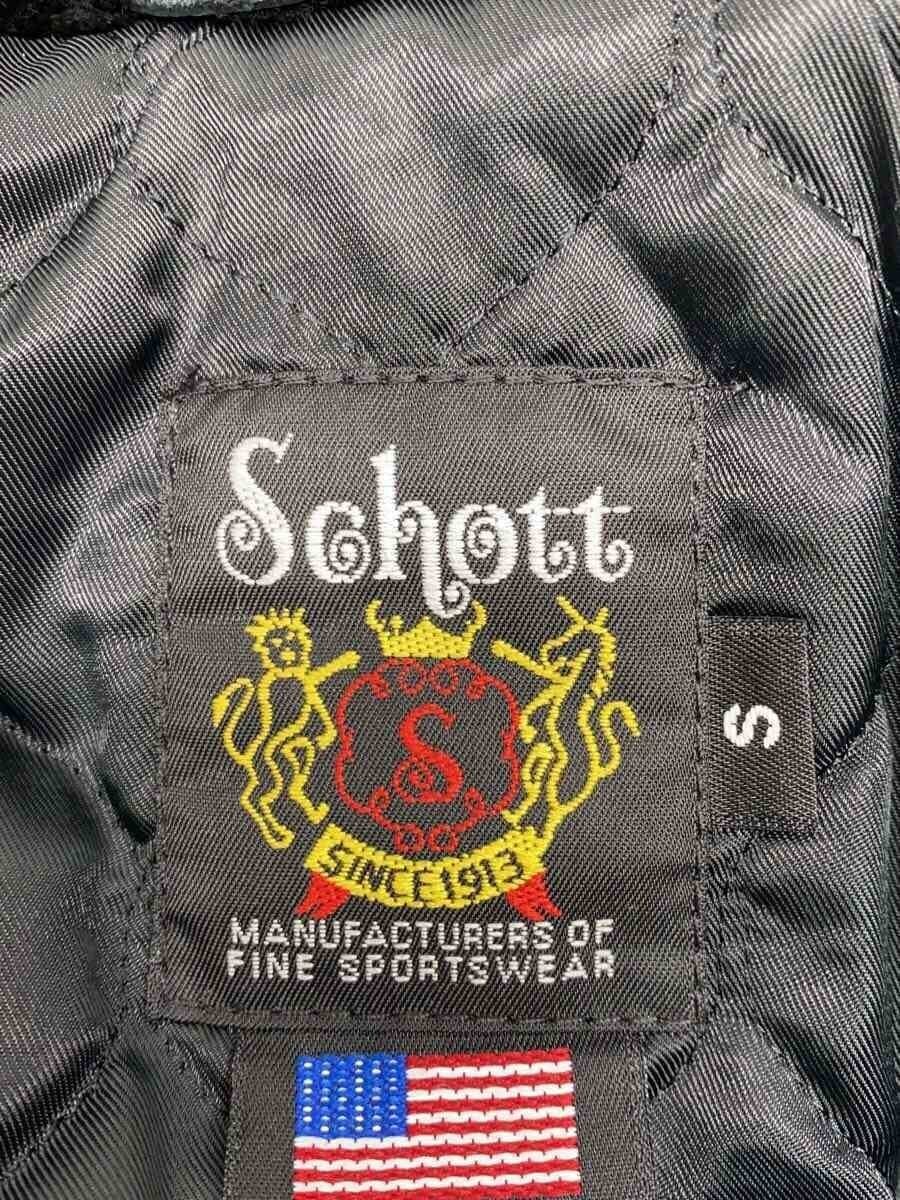 Schott
S
SINCE 1913
MANUFACTURERS OF
FINE SPORTSWEAR
S